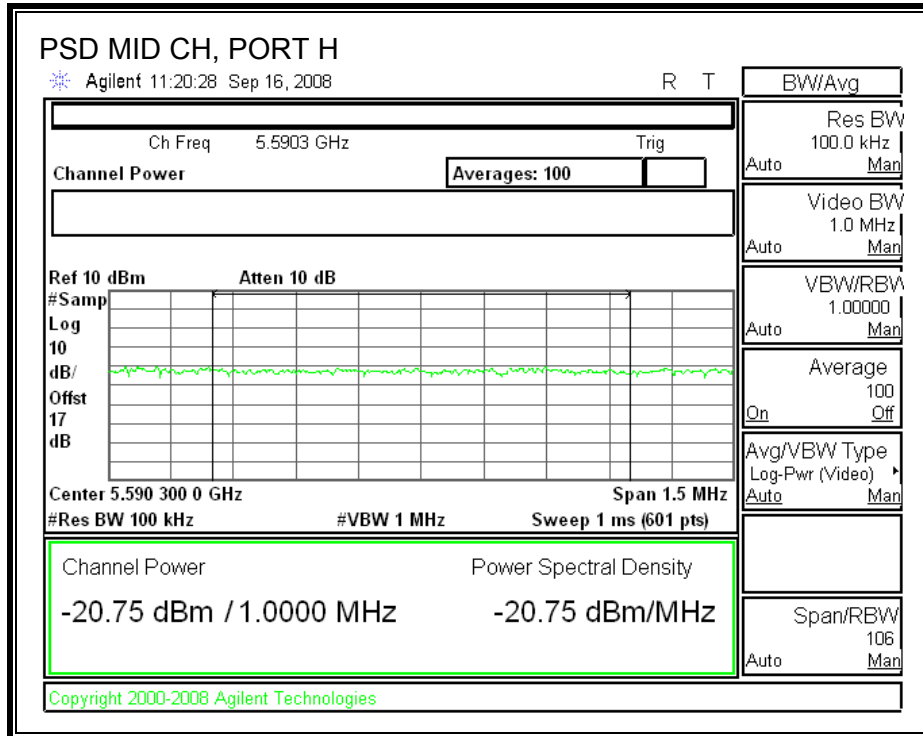 PSD MID CH, PORT H
Agilent 11:20:28 Sep 16, 2008 R T
Ch Freq 5.5903 GHz Trig
Channel Power Averages: 100
Ref 10 dBm Atten 10 dB
#Samp
Log
10
dB/
Offst
17
dB
Center 5.590 300 0 GHz Span 1.5 MHz
#Res BW 100 kHz #VBW 1 MHz Sweep 1 ms (601 pts)
Channel Power Power Spectral Density
-20.75 dBm / 1.0000 MHz -20.75 dBm/MHz
Copyright 2000-2008 Agilent Technologies
BW/Avg
Res BW
100.0 kHz
Auto Man
Video BW
1.0 MHz
Auto Man
VBW/RBW
1.00000
Auto Man
Average
100
On Off
Avg/VBW Type
Log-Pwr (Video)
Auto Man
Span/RBW
106
Auto Man